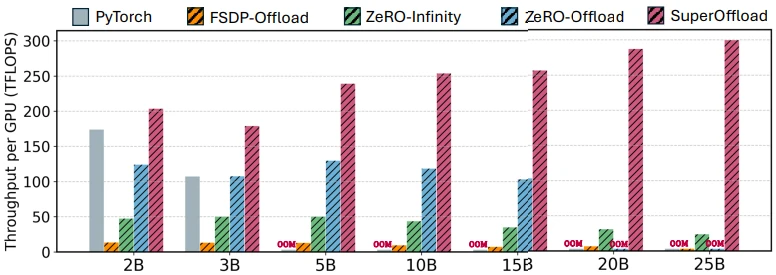 PyTorch FSDP-Offload ZeRO-Infinity ZeRO-Offload SuperOffload
Throughput per GPU (TFLOPS)
300
250
200
150
100
50
0
OOM OOM OOM OOM OOM OOM OOM
2B 3B 5B 10B 15B 20B 25B